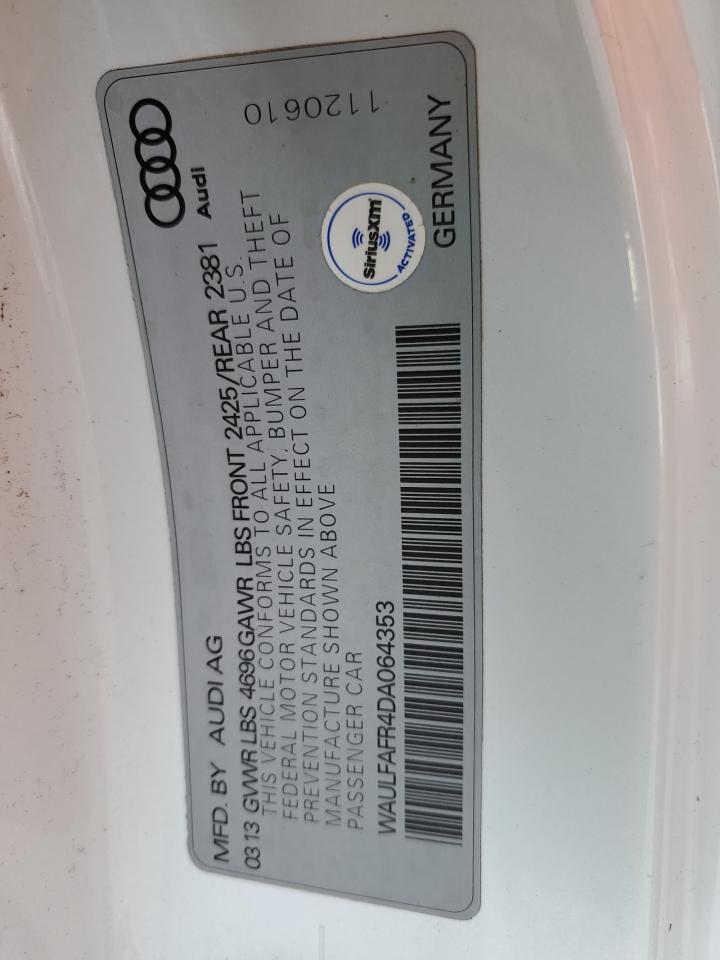 MFD. BY AUDI AG
Audi
03 13 GVWR LBS 4696 GAWR LBS FRONT 2425/REAR 2381
THIS VEHICLE CONFORMS TO ALL APPLICABLE U.S.
FEDERAL MOTOR VEHICLE SAFETY, BUMPER AND THEFT
PREVENTION STANDARDS IN EFFECT ON THE DATE OF
MANUFACTURE SHOWN ABOVE
PASSENGER CAR
1120610
SiriusXM
ACTIVATED
WAULFAFR4DA064353
GERMANY